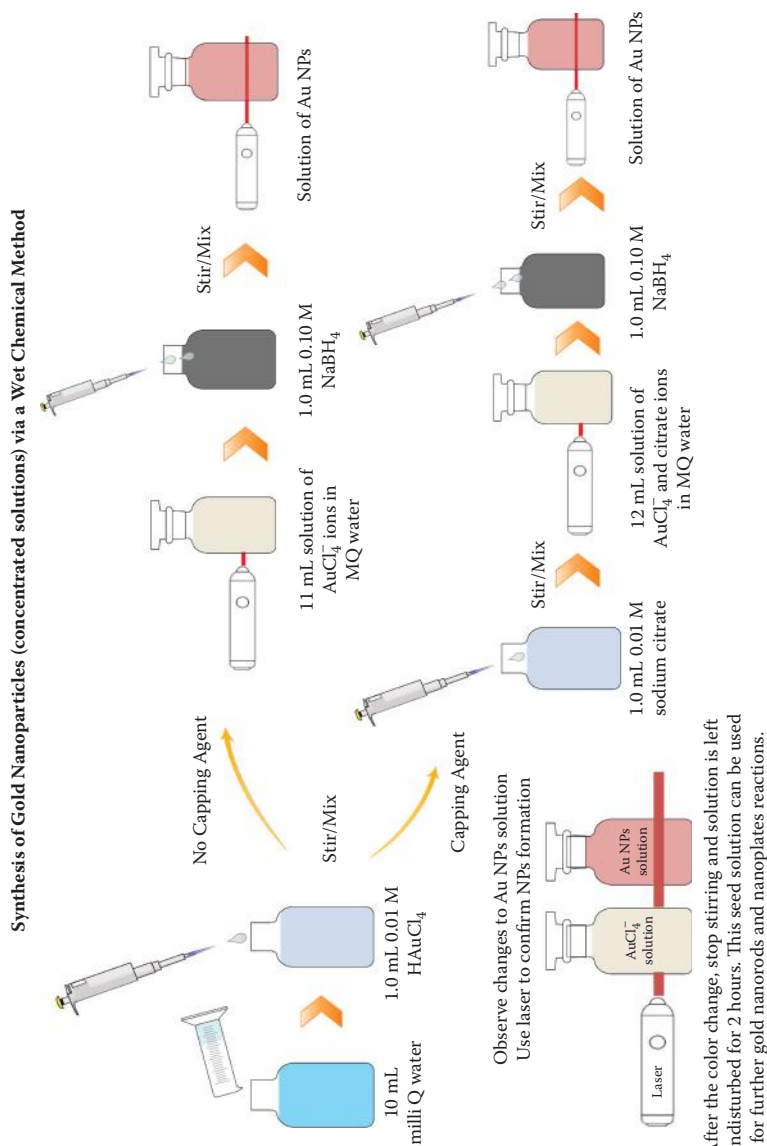 Synthesis of Gold Nanoparticles (concentrated solutions) via a Wet Chemical Method
10 mL
milli Q water
1.0 mL 0.01 M
HAuCl₄
Stir/Mix
No Capping Agent
11 mL solution of
AuCl₄⁻ ions in
MQ water
1.0 mL 0.10 M
NaBH₄
Stir/Mix
Solution of Au NPs
Capping Agent
1.0 mL 0.01 M
sodium citrate
Stir/Mix
12 mL solution of
AuCl₄⁻ and citrate ions
in MQ water
1.0 mL 0.10 M
NaBH₄
Stir/Mix
Solution of Au NPs
Observe changes to Au NPs solution
Use laser to confirm NPs formation
Laser
AuCl₄⁻
solution
Au NPs
solution
fter the color change, stop stirring and solution is left
ndisturbed for 2 hours. This seed solution can be used
for further gold nanorods and nanoplates reactions.